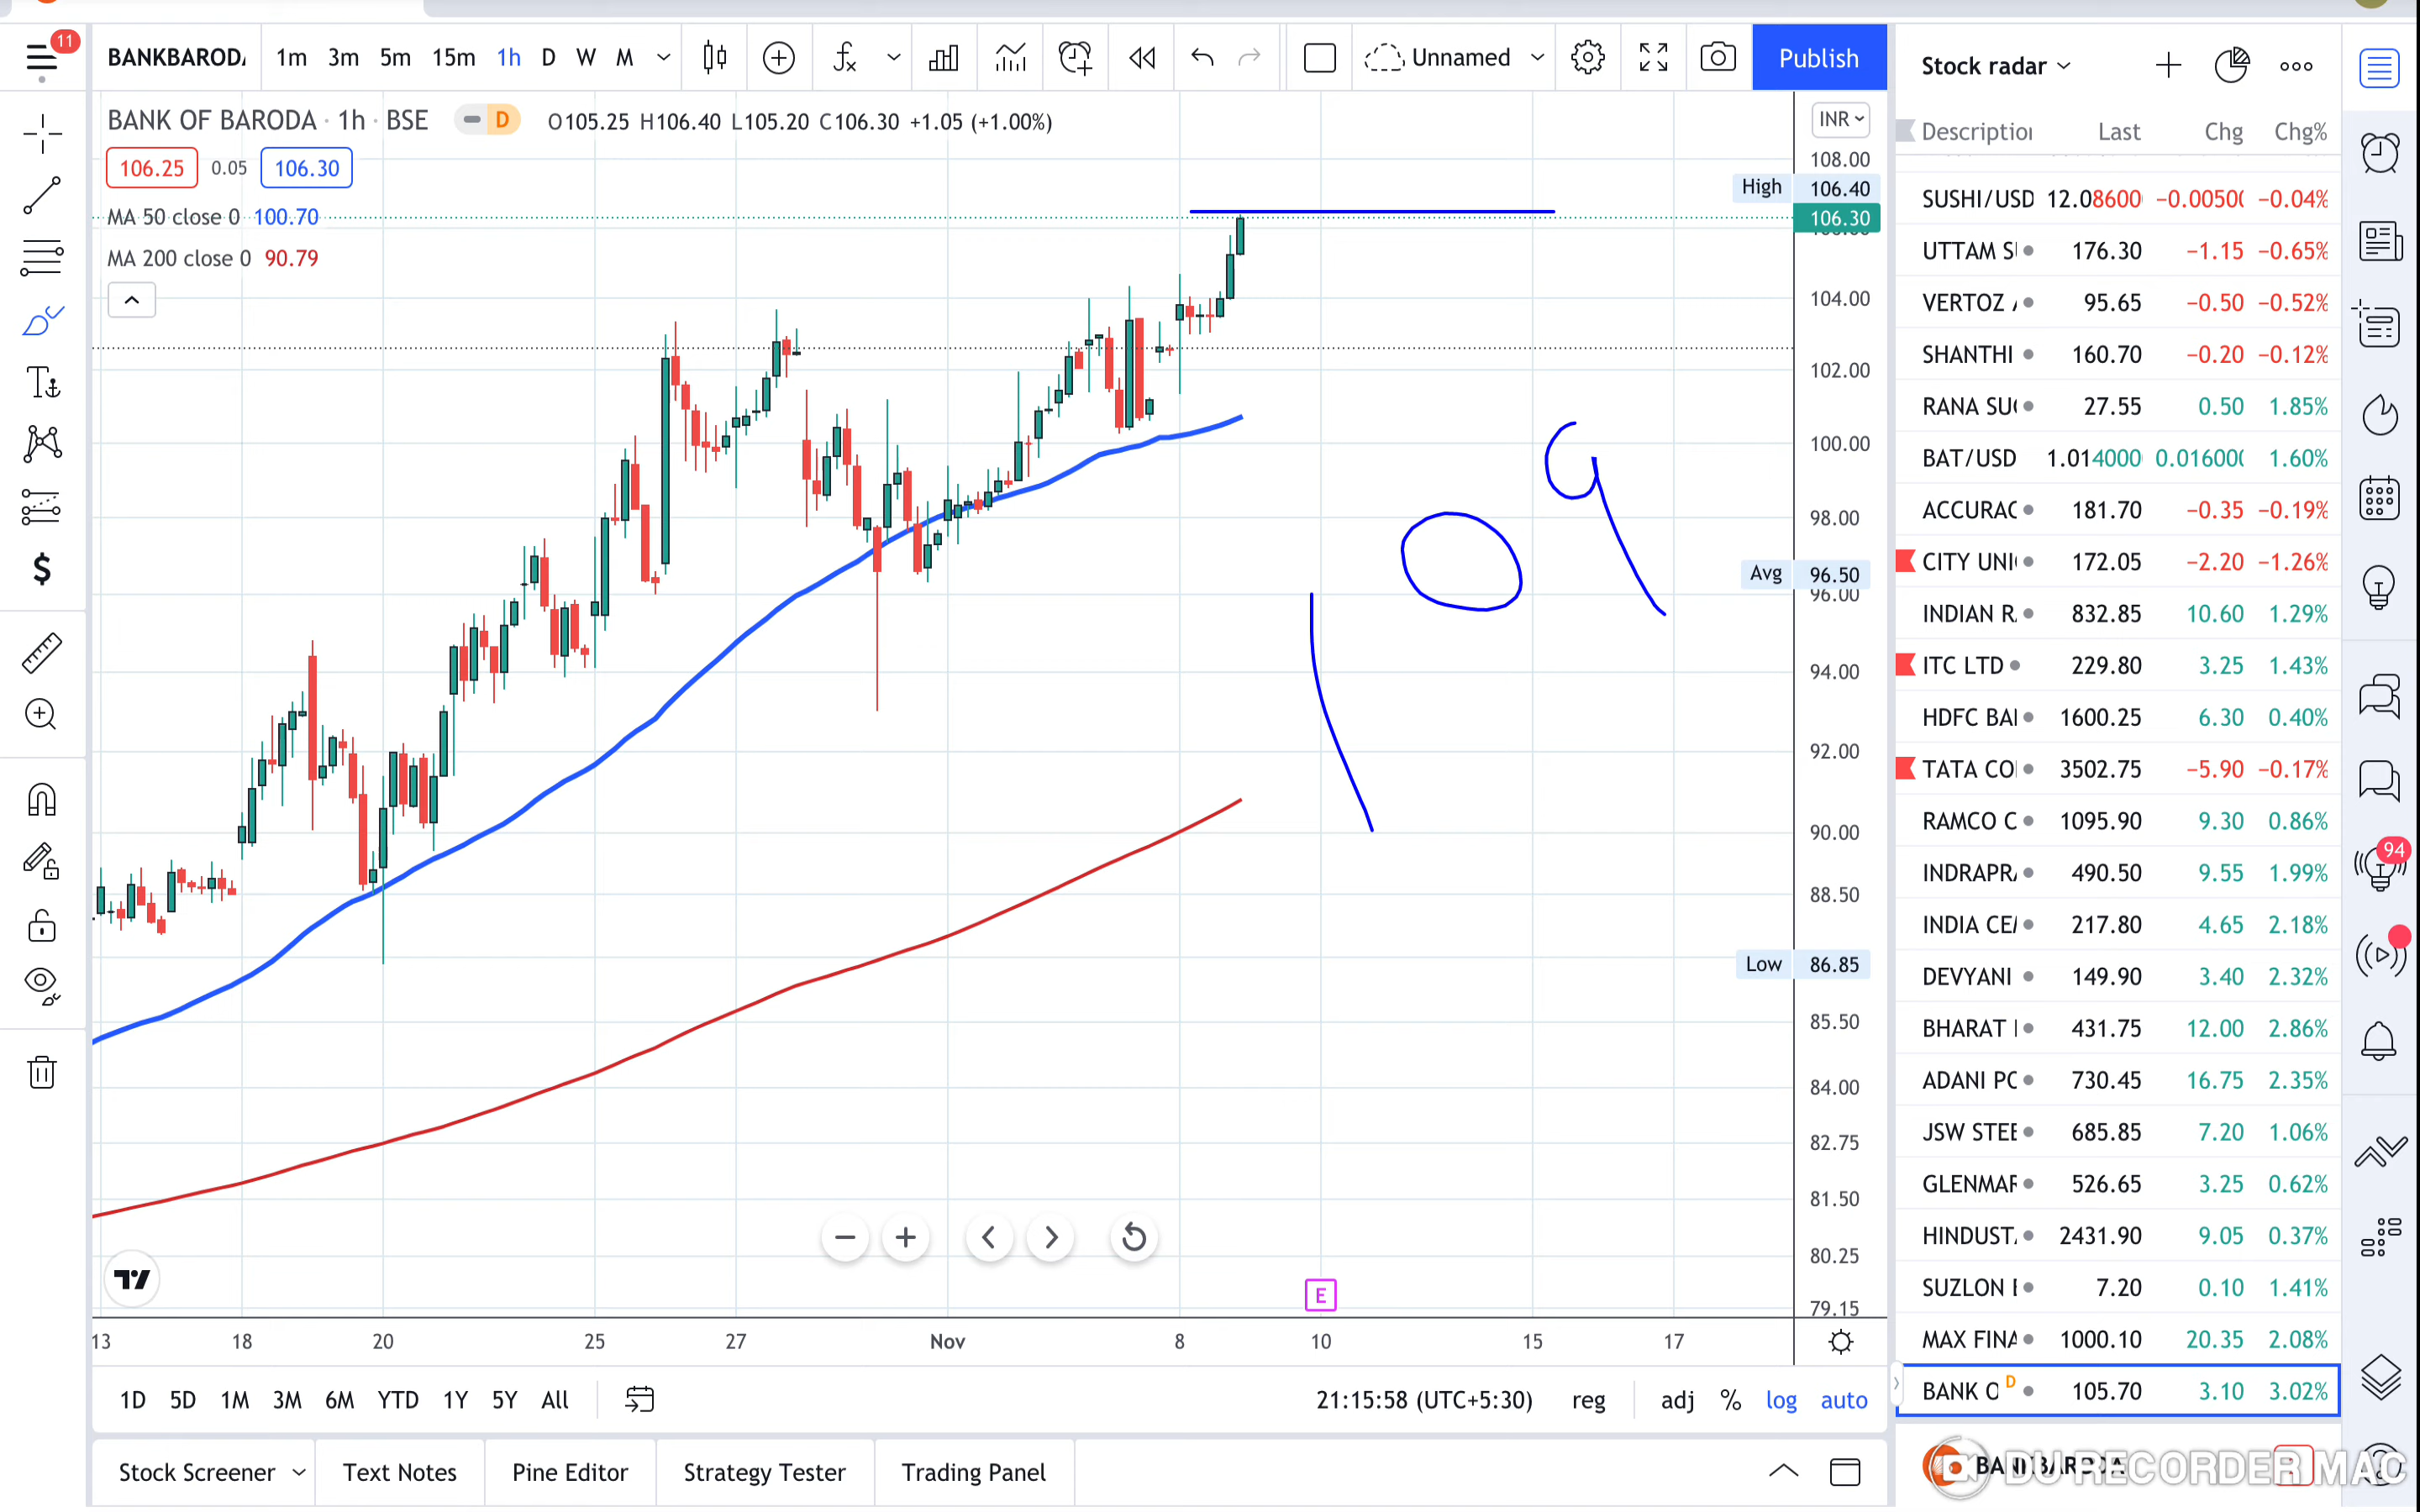 11
BANKBARODA 1m 3m 5m 15m 1h D W M Unnamed Publish
BANK OF BARODA · 1h · BSE D O105.25 H106.40 L105.20 C106.30 +1.05 (+1.00%)
106.25 0.05 106.30
MA 50 close 0 100.70
MA 200 close 0 90.79
INR
108.00
High 106.40
106.30
104.00
102.00
100.00
98.00
Avg 96.50
96.00
94.00
92.00
90.00
88.50
Low 86.85
85.50
84.00
82.75
81.50
80.25
79.15
109
E
13 18 20 25 27 Nov 8 10 15 17
1D 5D 1M 3M 6M YTD 1Y 5Y All 21:15:58 (UTC+5:30) reg adj % log auto
Stock Screener Text Notes Pine Editor Strategy Tester Trading Panel
Stock radar
Description Last Chg Chg%
SUSHI/USD 12.08600 −0.00500 −0.04%
UTTAM 176.30 −1.15 −0.65%
VERTOZ 95.65 −0.50 −0.52%
SHANTHI 160.70 −0.20 −0.12%
RANA SU 27.55 0.50 1.85%
BAT/USD 1.014000 0.016000 1.60%
ACCURAC 181.70 −0.35 −0.19%
CITY UNI 172.05 −2.20 −1.26%
INDIAN R 832.85 10.60 1.29%
ITC LTD 229.80 3.25 1.43%
HDFC BA 1600.25 6.30 0.40%
TATA CO 3502.75 −5.90 −0.17%
RAMCO C 1095.90 9.30 0.86%
INDRAPR 490.50 9.55 1.99%
INDIA CE 217.80 4.65 2.18%
DEVYANI 149.90 3.40 2.32%
BHARAT 431.75 12.00 2.86%
ADANI PO 730.45 16.75 2.35%
JSW STEE 685.85 7.20 1.06%
GLENMAR 526.65 3.25 0.62%
HINDUST 2431.90 9.05 0.37%
SUZLON 7.20 0.10 1.41%
MAX FINA 1000.10 20.35 2.08%
BANK O D 105.70 3.10 3.02%
BANKBARODA
DU RECORDER MAC
94